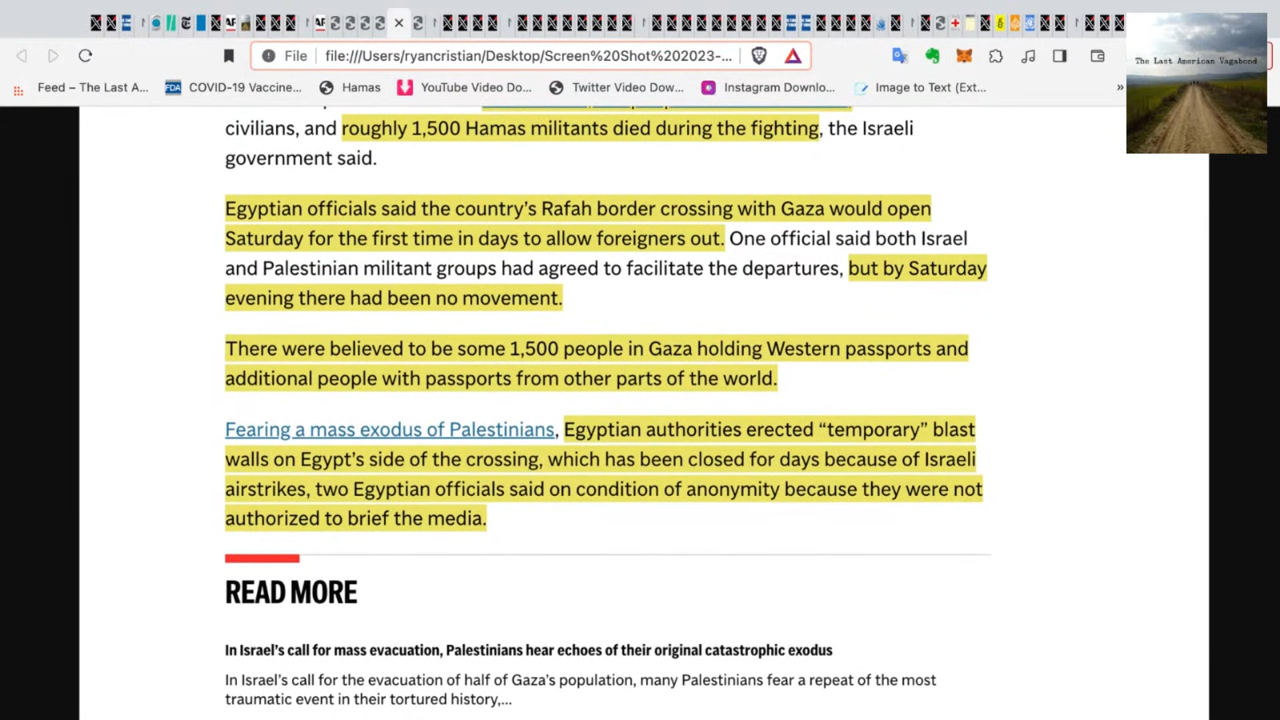 File
file:///Users/ryancristian/Desktop/Screen%20Shot%202023-...
The Last American Vagabond
Feed – The Last A...
COVID-19 Vaccine...
Hamas
YouTube Video Do...
Twitter Video Dow...
Instagram Downlo...
Image to Text (Ext...
»
civilians, and roughly 1,500 Hamas militants died during the fighting, the Israeli
government said.
Egyptian officials said the country’s Rafah border crossing with Gaza would open
Saturday for the first time in days to allow foreigners out. One official said both Israel
and Palestinian militant groups had agreed to facilitate the departures, but by Saturday
evening there had been no movement.
There were believed to be some 1,500 people in Gaza holding Western passports and
additional people with passports from other parts of the world.
Fearing a mass exodus of Palestinians, Egyptian authorities erected “temporary” blast
walls on Egypt’s side of the crossing, which has been closed for days because of Israeli
airstrikes, two Egyptian officials said on condition of anonymity because they were not
authorized to brief the media.
READ MORE
In Israel’s call for mass evacuation, Palestinians hear echoes of their original catastrophic exodus
In Israel’s call for the evacuation of half of Gaza’s population, many Palestinians fear a repeat of the most
traumatic event in their tortured history,...